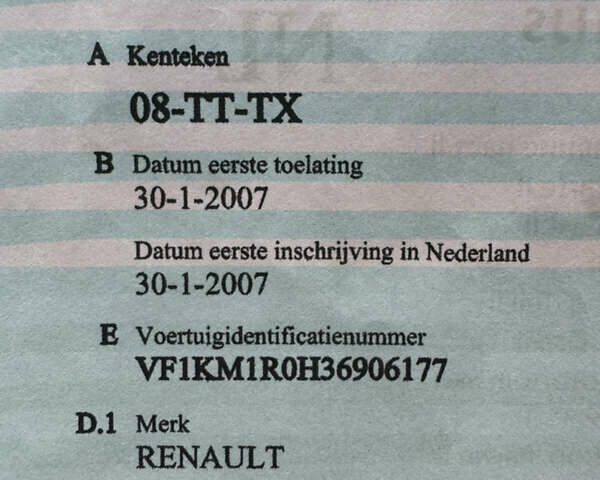 A Kenteken
08-TT-TX
B Datum eerste toelating
30-1-2007
Datum eerste inschrijving in Nederland
30-1-2007
E Voertuigidentificatienummer
VF1KM1R0H36906177
D.1 Merk
RENAULT